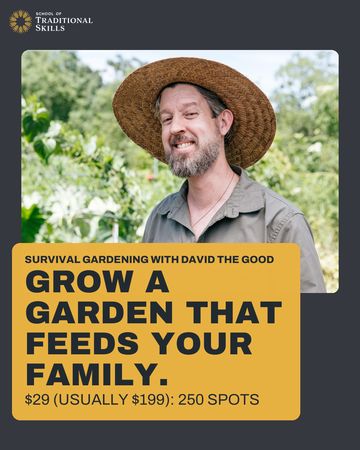 SCHOOL OF
TRADITIONAL
SKILLS
SURVIVAL GARDENING WITH DAVID THE GOOD
GROW A
GARDEN THAT
FEEDS YOUR
FAMILY.
$29 (USUALLY $199): 250 SPOTS